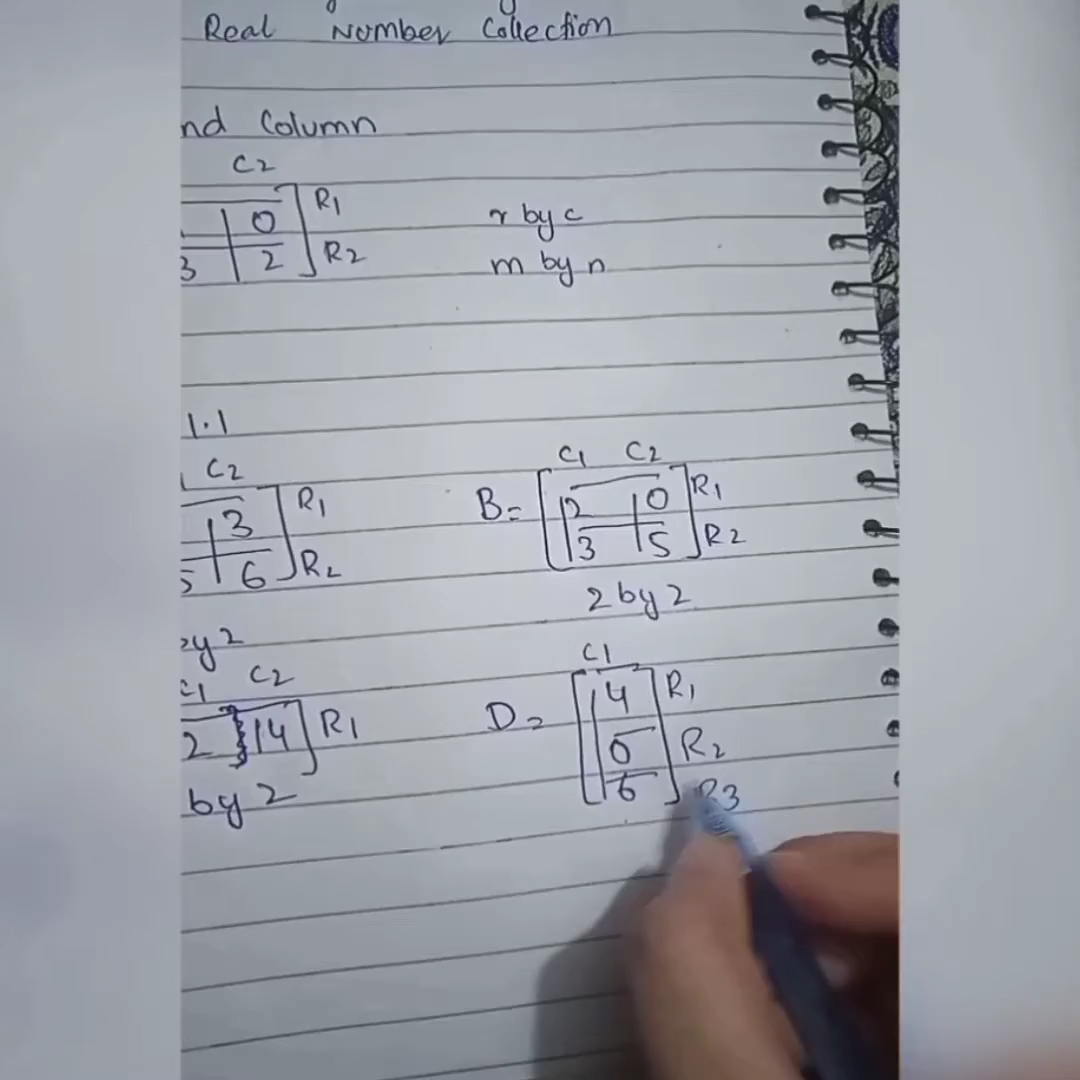 Real Number Collection
nd Column
C2
0 R1
3 2 R2
r by c
m by n
1.1
C2
3 R1
5 6 R2
by 2
C1 C2
B= 2 0 R1
3 5 R2
2 by 2
C1 C2
2 14 R1
by 2
C1
D= 4 R1
0 R2
6 R3